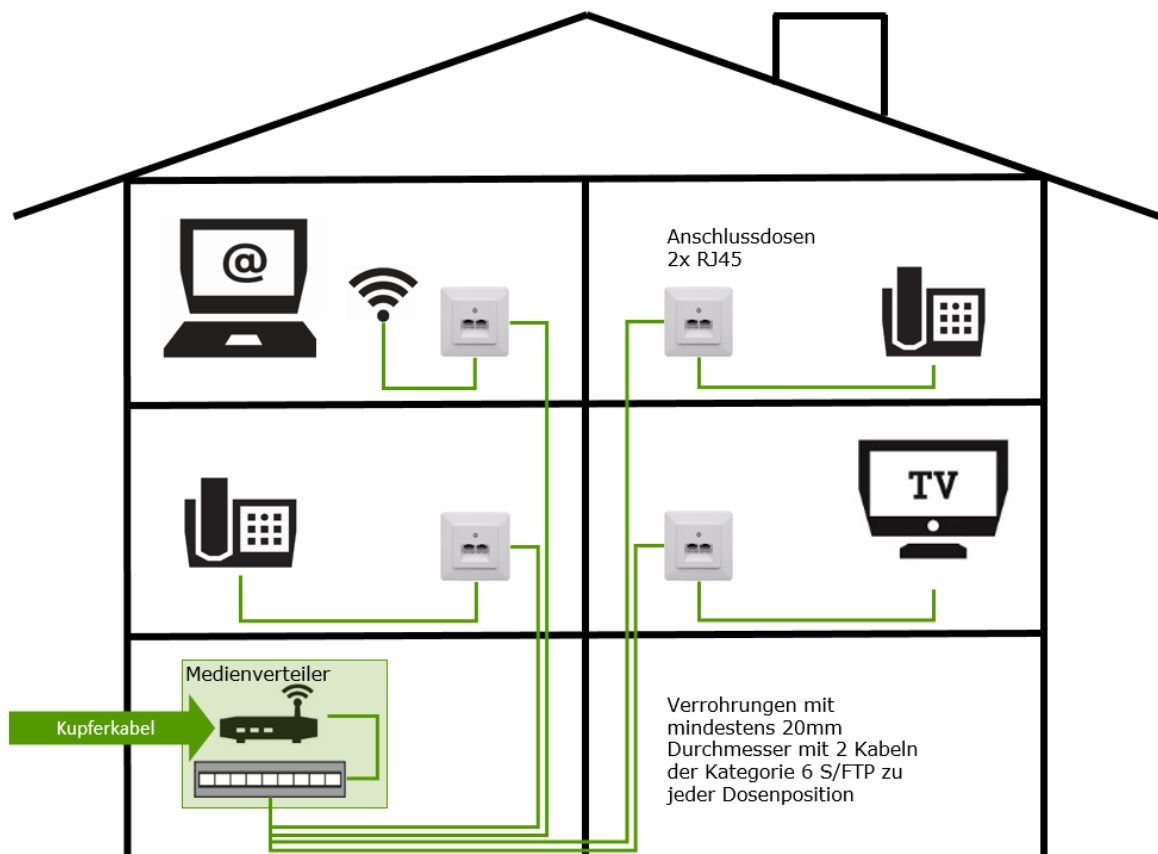 @
Anschlussdosen
2x RJ45
TV
Medienverteiler
Kupferkabel
Verrohrungen mit
mindestens 20mm
Durchmesser mit 2 Kabeln
der Kategorie 6 S/FTP zu
jeder Dosenposition